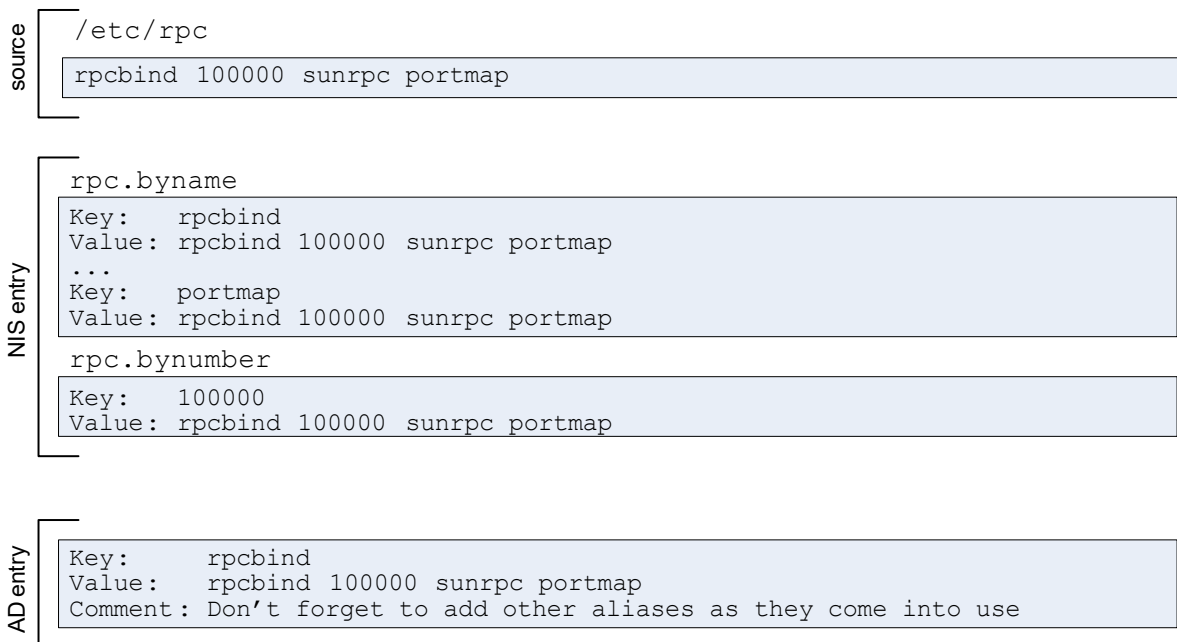 source
/etc/rpc
rpcbind 100000 sunrpc portmap
NIS entry
rpc.byname
Key: rpcbind
Value: rpcbind 100000 sunrpc portmap
...
Key: portmap
Value: rpcbind 100000 sunrpc portmap
rpc.bynumber
Key: 100000
Value: rpcbind 100000 sunrpc portmap
AD entry
Key: rpcbind
Value: rpcbind 100000 sunrpc portmap
Comment: Don’t forget to add other aliases as they come into use